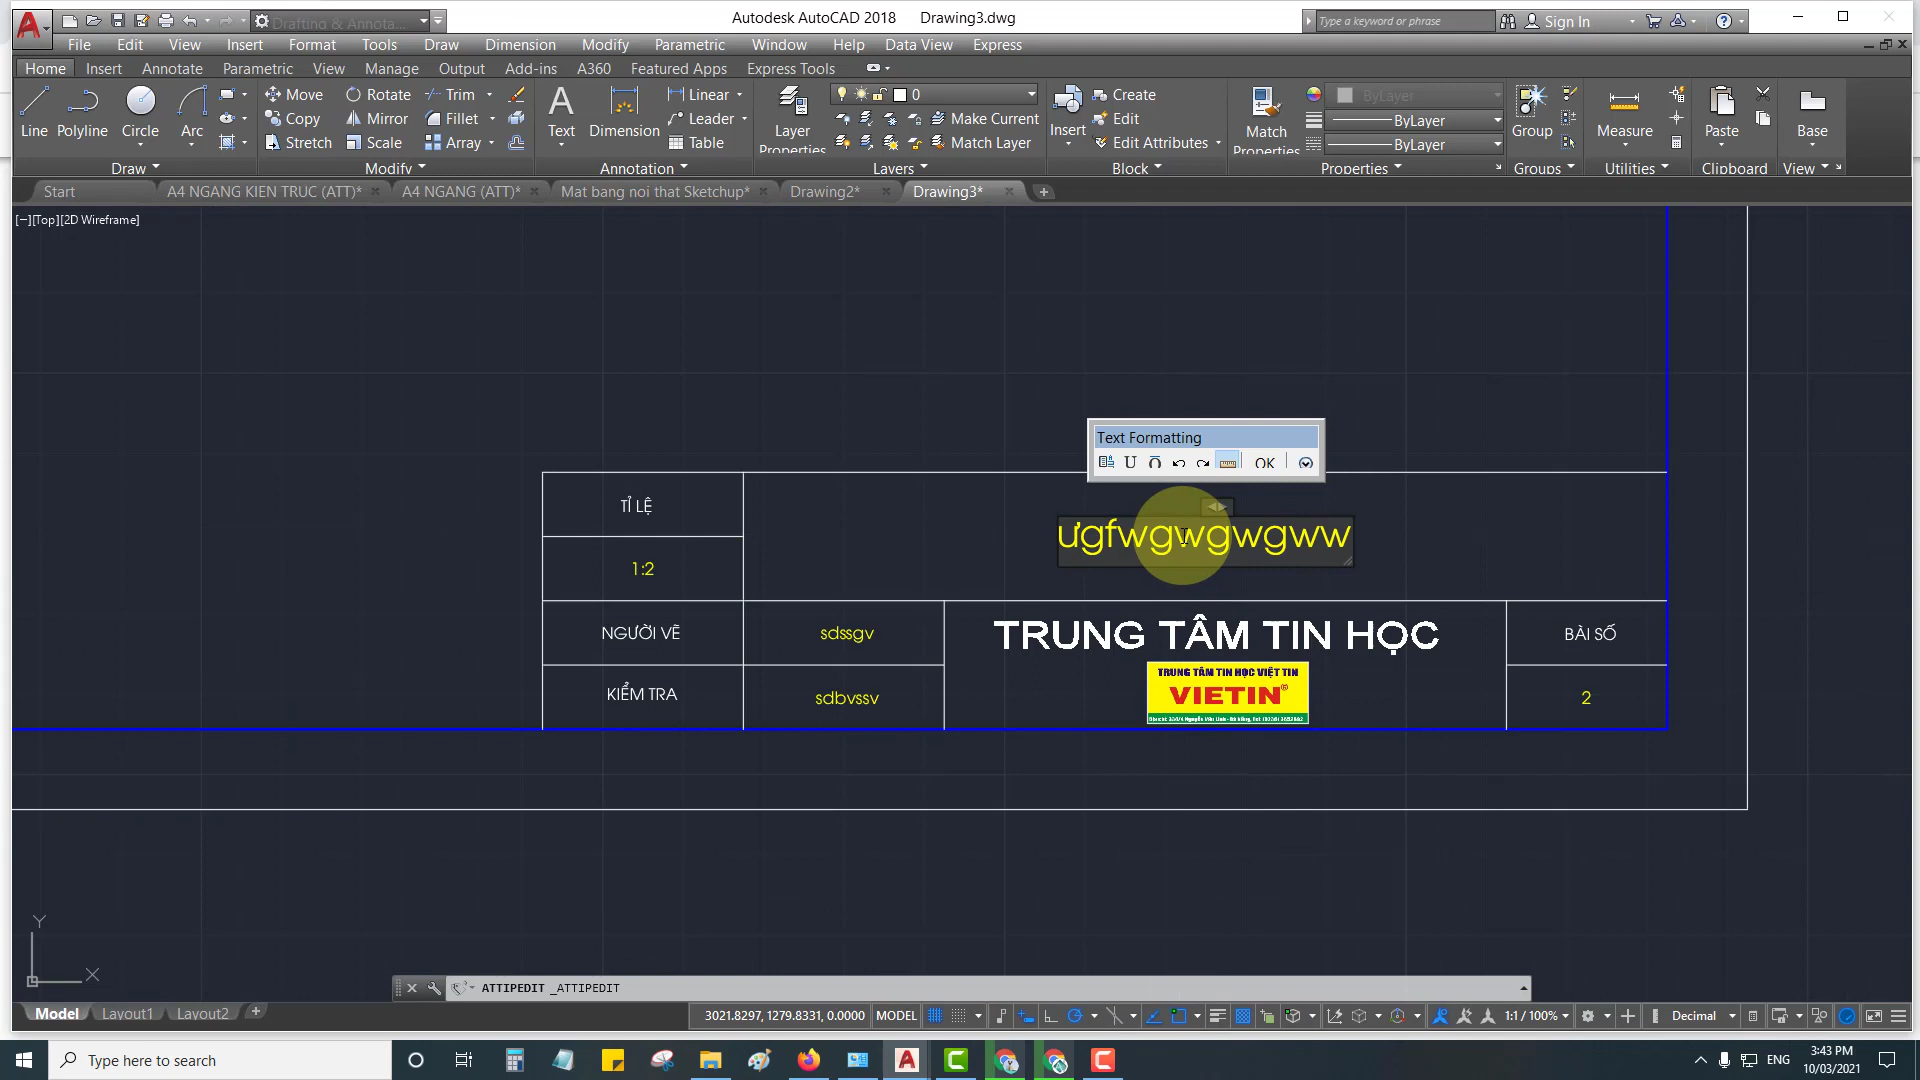 Drafting & Annota...
Autodesk AutoCAD 2018 Drawing3.dwg
Type a keyword or phrase
Sign In
File Edit View Insert Format Tools Draw Dimension Modify Parametric Window Help Data View Express
Home Insert Annotate Parametric View Manage Output Add-ins A360 Featured Apps Express Tools
Move Rotate Trim Linear 0 Create ByLayer
Line Polyline Circle Arc Copy Mirror Fillet Text Dimension Leader Layer Properties Make Current Insert Edit Match Properties ByLayer Group Measure Paste Base
Stretch Scale Array Table Match Layer Edit Attributes ByLayer
Draw Modify Annotation Layers Block Properties Groups Utilities Clipboard View
Start A4 NGANG KIEN TRUC (ATT)* A4 NGANG (ATT)* Mat bang noi that Sketchup* Drawing2* Drawing3*
[−][Top][2D Wireframe]
Text Formatting
U O OK
TỈ LỆ
ưgfwgwgwgww
1:2
NGƯỜI VẼ sdssgv TRUNG TÂM TIN HỌC BÀI SỐ
TRUNG TÂM TIN HỌC VIỆT TIN
VIETIN®
KIỂM TRA sdbvssv 2
Y
X
ATTIPEDIT _ATTIPEDIT
Model Layout1 Layout2
3021.8297, 1279.8331, 0.0000 MODEL 1:1 / 100% Decimal
Type here to search
ENG
3:43 PM
10/03/2021